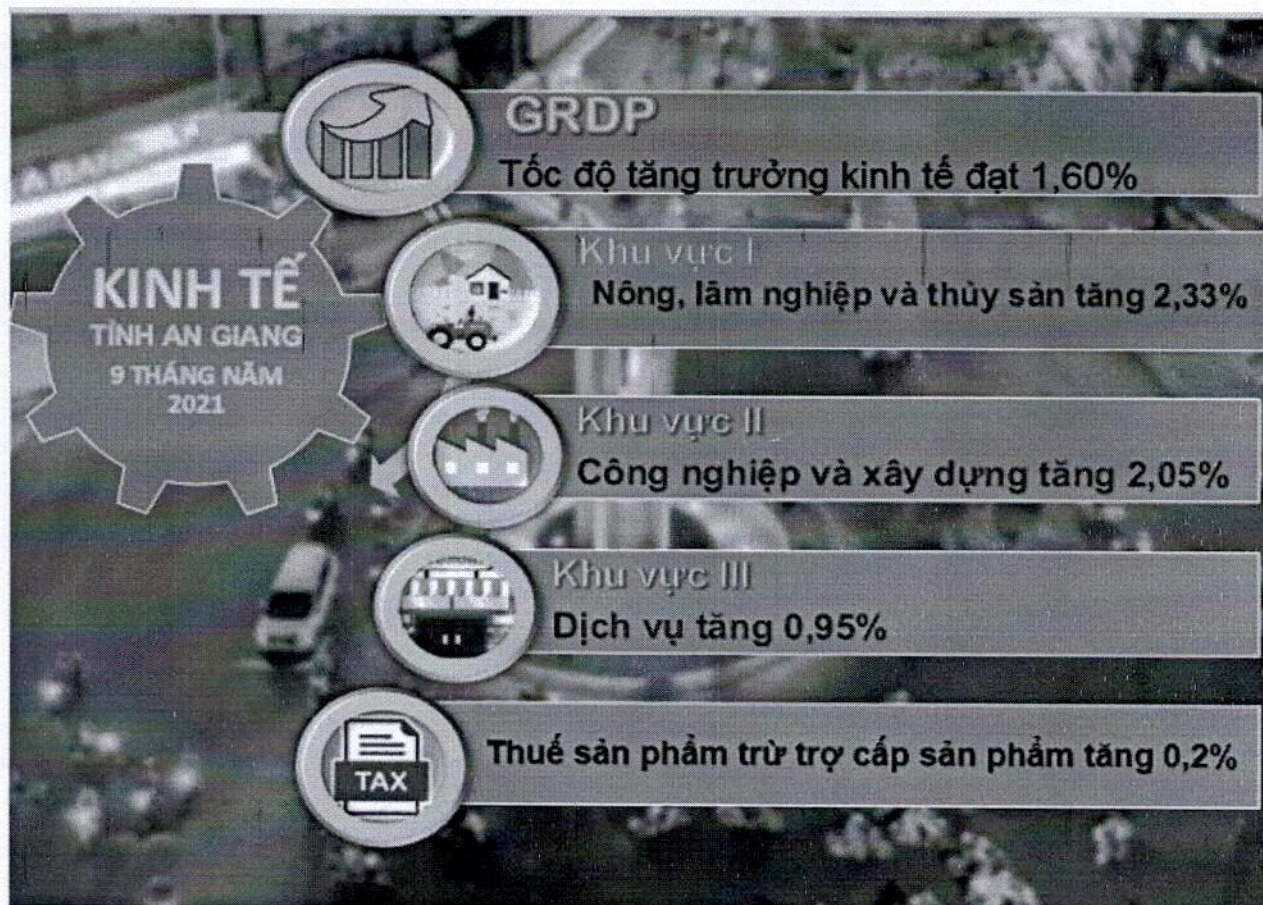 KINH TẾ
TỈNH AN GIANG
9 THÁNG NĂM
2021
GRDP
Tốc độ tăng trưởng kinh tế đạt 1,60%
Khu vực I
Nông, lâm nghiệp và thủy sản tăng 2,33%
Khu vực II
Công nghiệp và xây dựng tăng 2,05%
Khu vực III
Dịch vụ tăng 0,95%
TAX
Thuế sản phẩm trừ trợ cấp sản phẩm tăng 0,2%